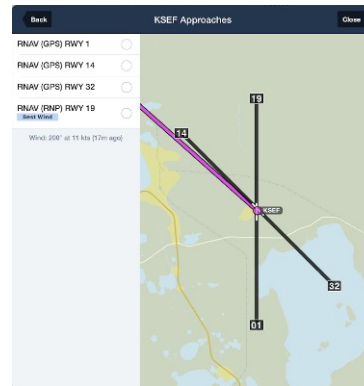 Back
KSEF Approaches
Close
RNAV (GPS) RWY 1
RNAV (GPS) RWY 14
RNAV (GPS) RWY 32
RNAV (RNP) RWY 19
Best Wind
Wind: 200° at 11 kts (17m ago)
19
14
KSEF
32
01